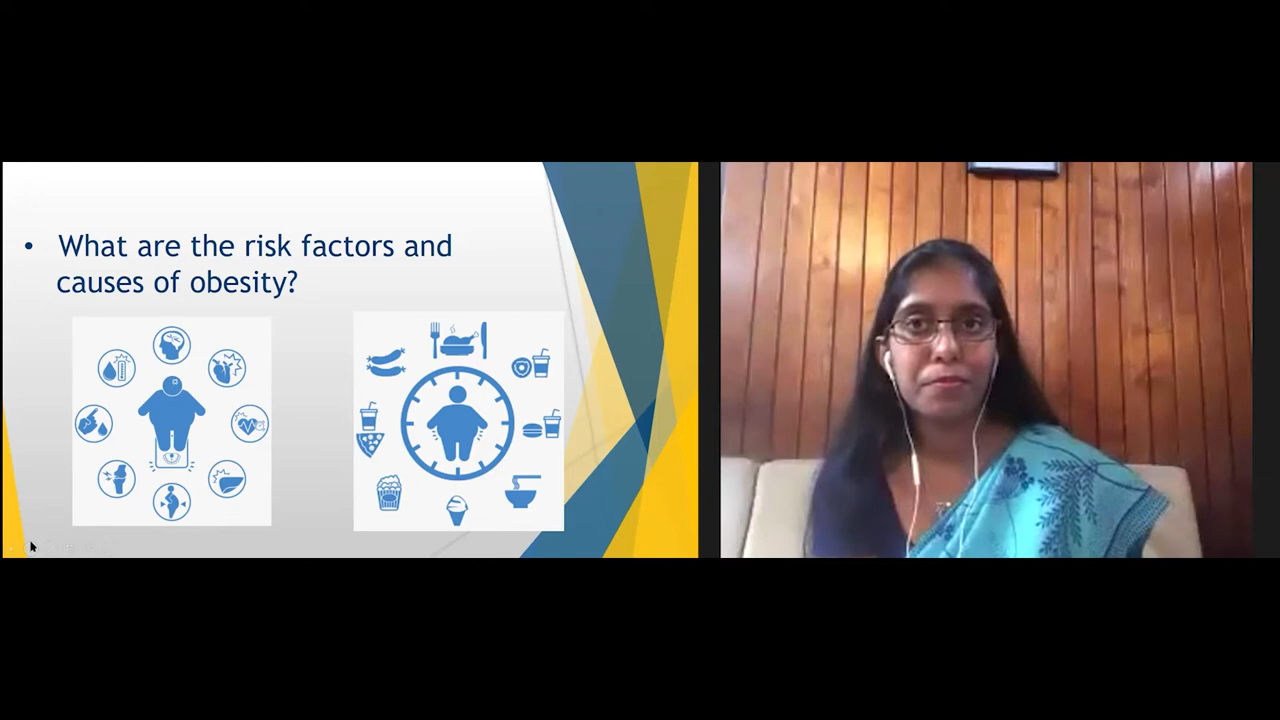 • What are the risk factors and
causes of obesity?